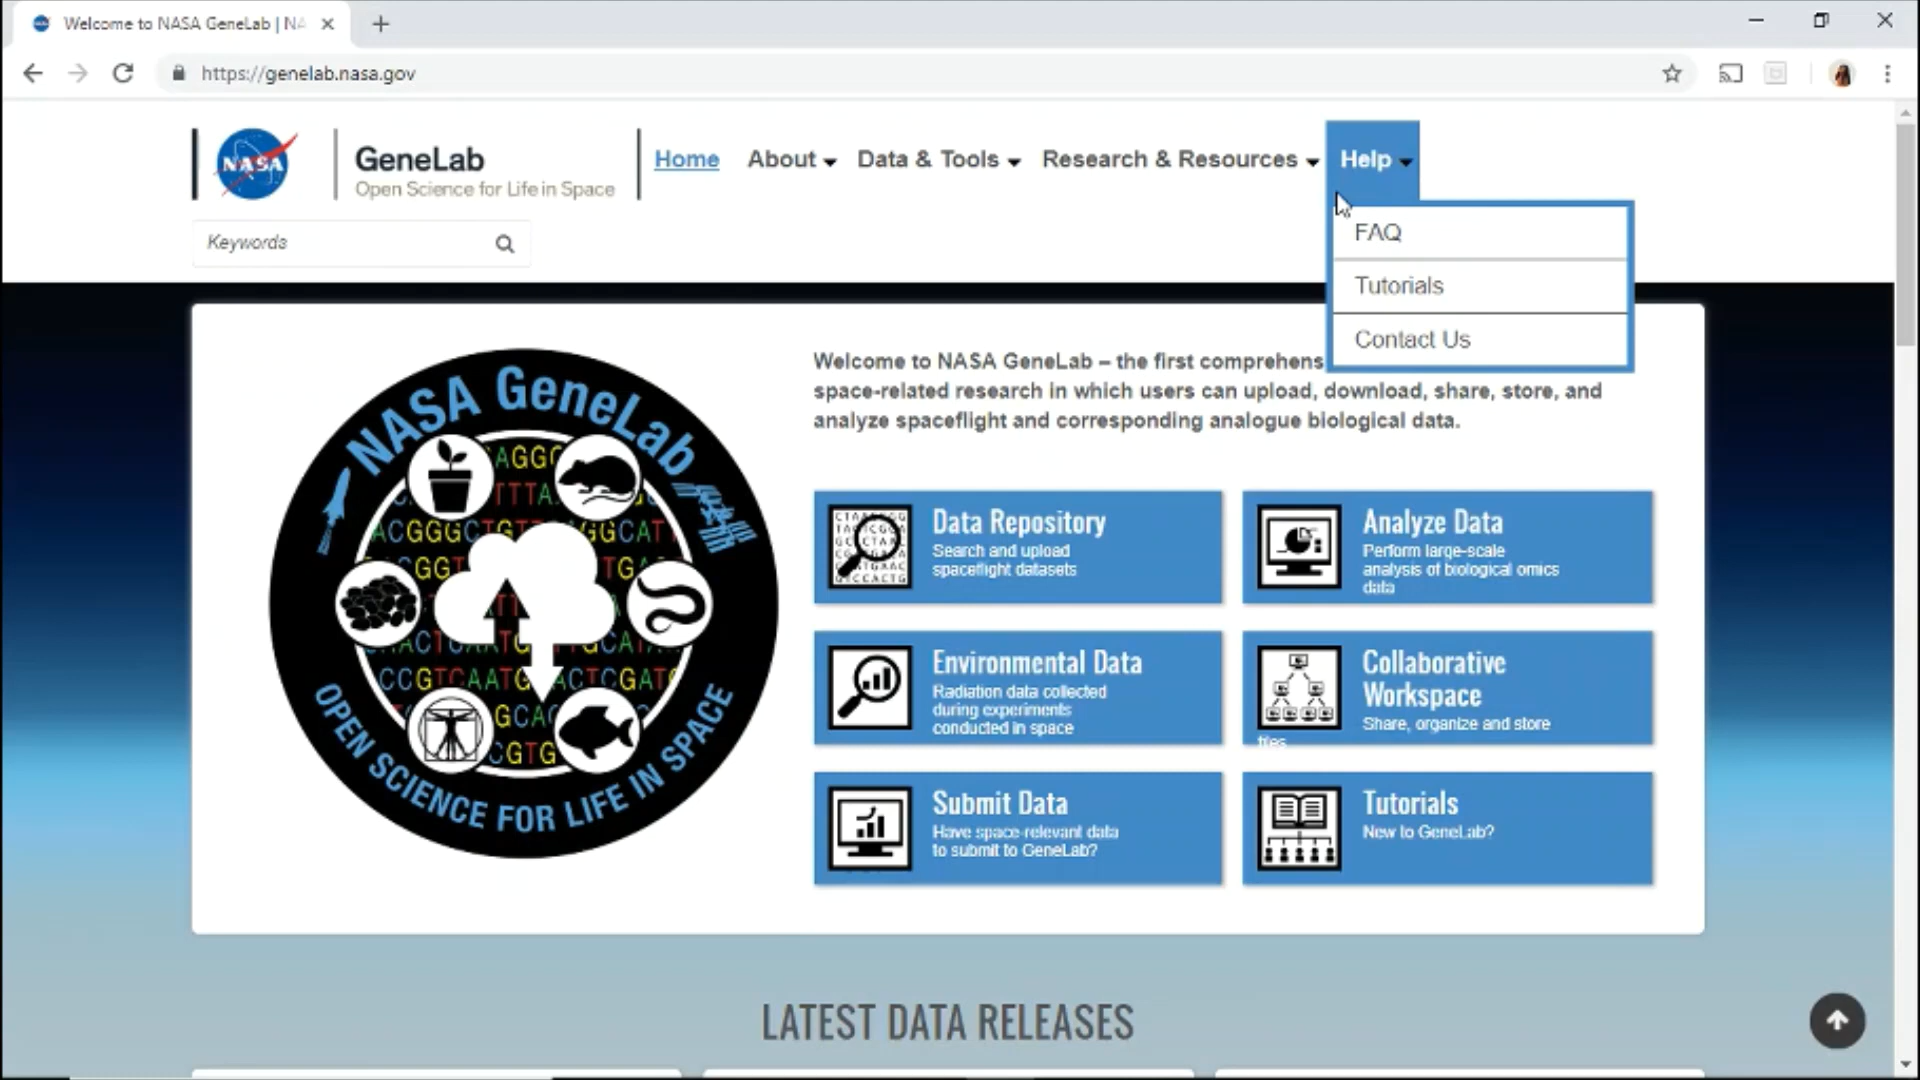 Welcome to NASA GeneLab | NA
https://genelab.nasa.gov
NASA
GeneLab
Open Science for Life in Space
Home
About
Data & Tools
Research & Resources
Help
Keywords
FAQ
Tutorials
Contact Us
Welcome to NASA GeneLab – the first comprehens
space-related research in which users can upload, download, share, store, and
analyze spaceflight and corresponding analogue biological data.
NASA GeneLab
OPEN SCIENCE FOR LIFE IN SPACE
Data Repository
Search and upload
spaceflight datasets
Analyze Data
Perform large-scale
analysis of biological omics
data
Environmental Data
Radiation data collected
during experiments
conducted in space
Collaborative
Workspace
Share, organize and store
files
Submit Data
Have space-relevant data
to submit to GeneLab?
Tutorials
New to GeneLab?
LATEST DATA RELEASES